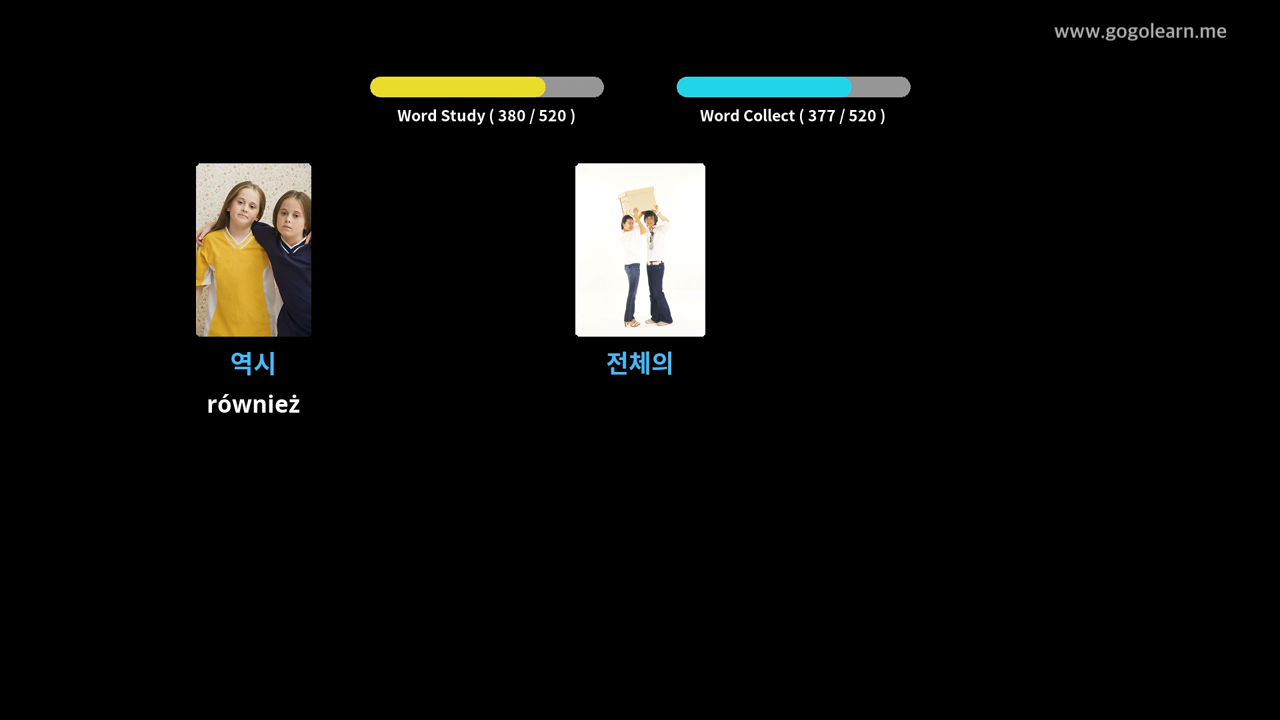 www.gogolearn.me
Word Study ( 380 / 520 )
Word Collect ( 377 / 520 )
역시
również
전체의